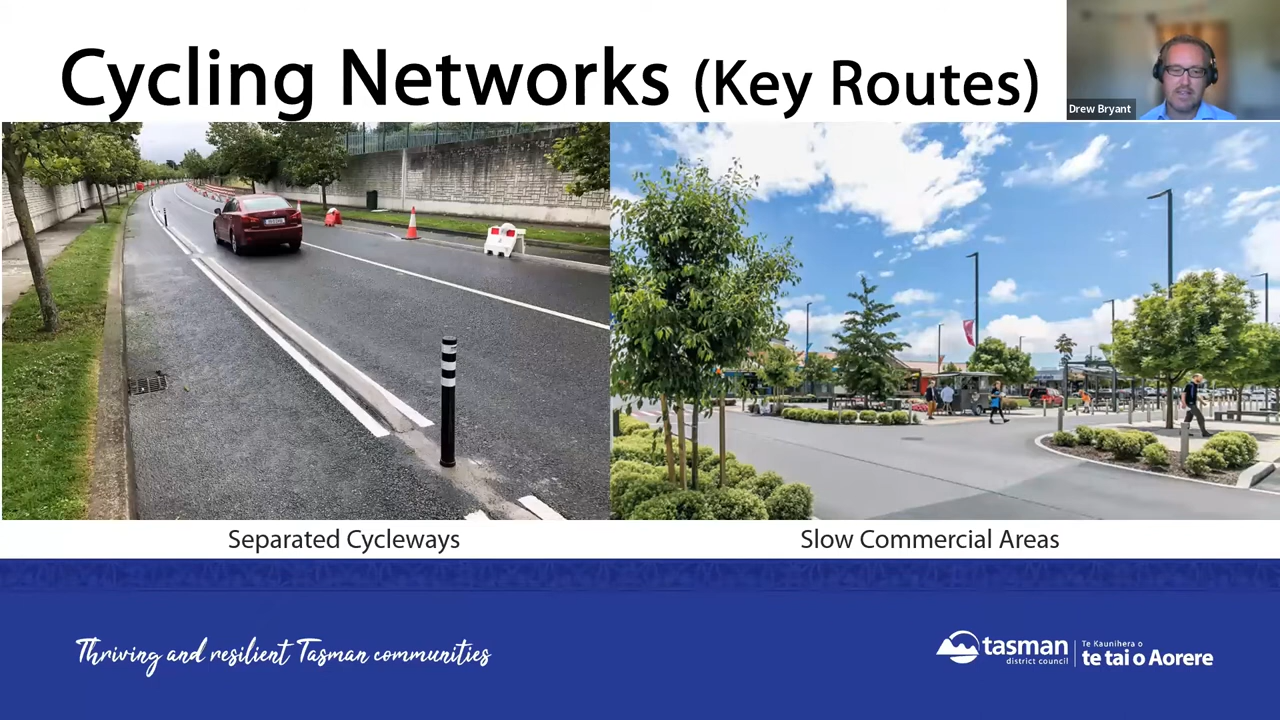 Cycling Networks (Key Routes)
Drew Bryant
Separated Cycleways
Slow Commercial Areas
Thriving and resilient Tasman communities
tasman
district council
Te Kaunihera o
te tai o Aorere